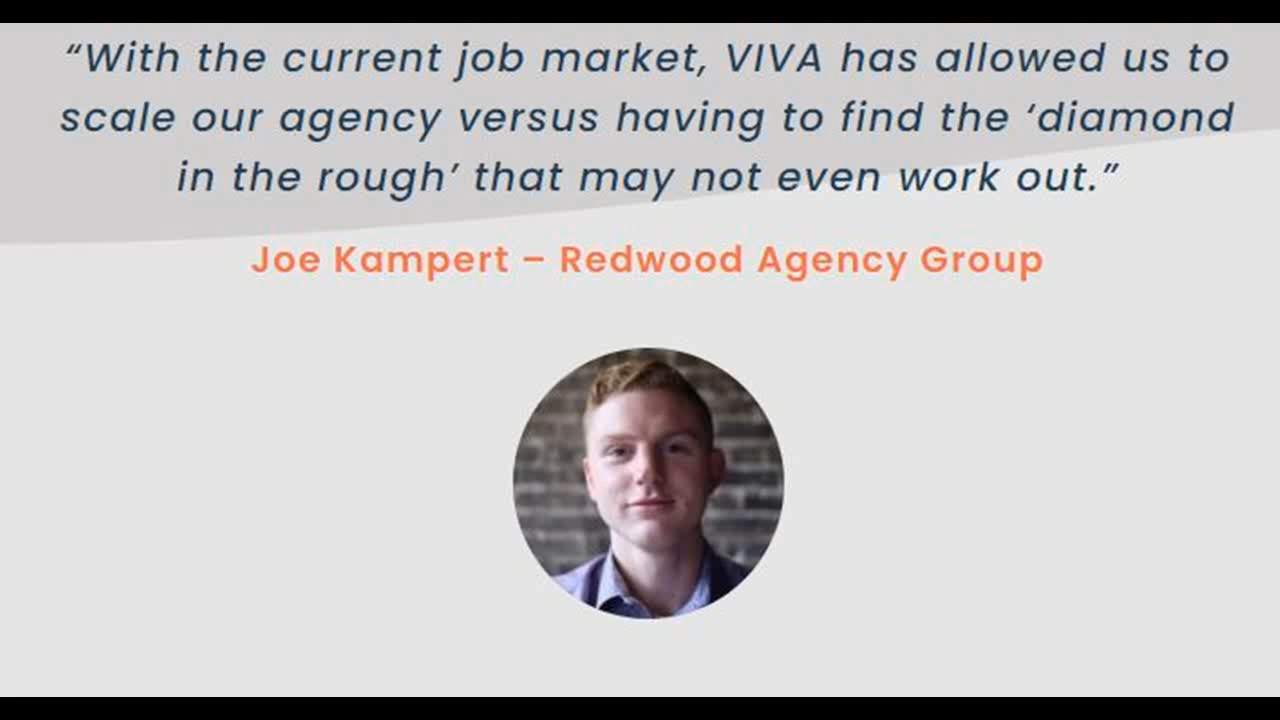 “With the current job market, VIVA has allowed us to
scale our agency versus having to find the ‘diamond
in the rough’ that may not even work out.”
Joe Kampert – Redwood Agency Group